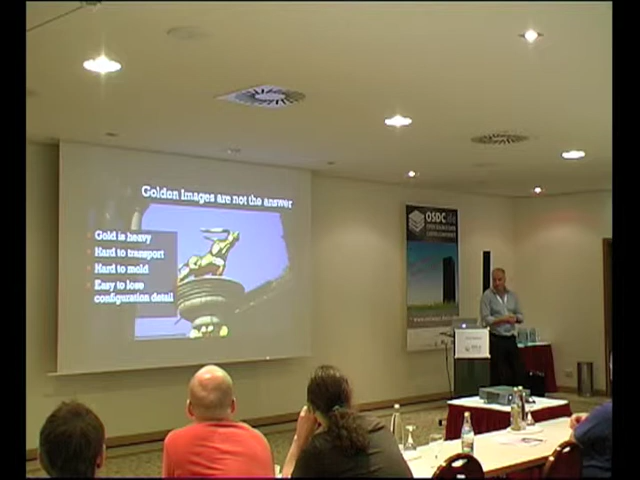 Golden Images are not the answer
Gold is heavy
Hard to transport
Hard to mold
Easy to lose
configuration detail
OSDC